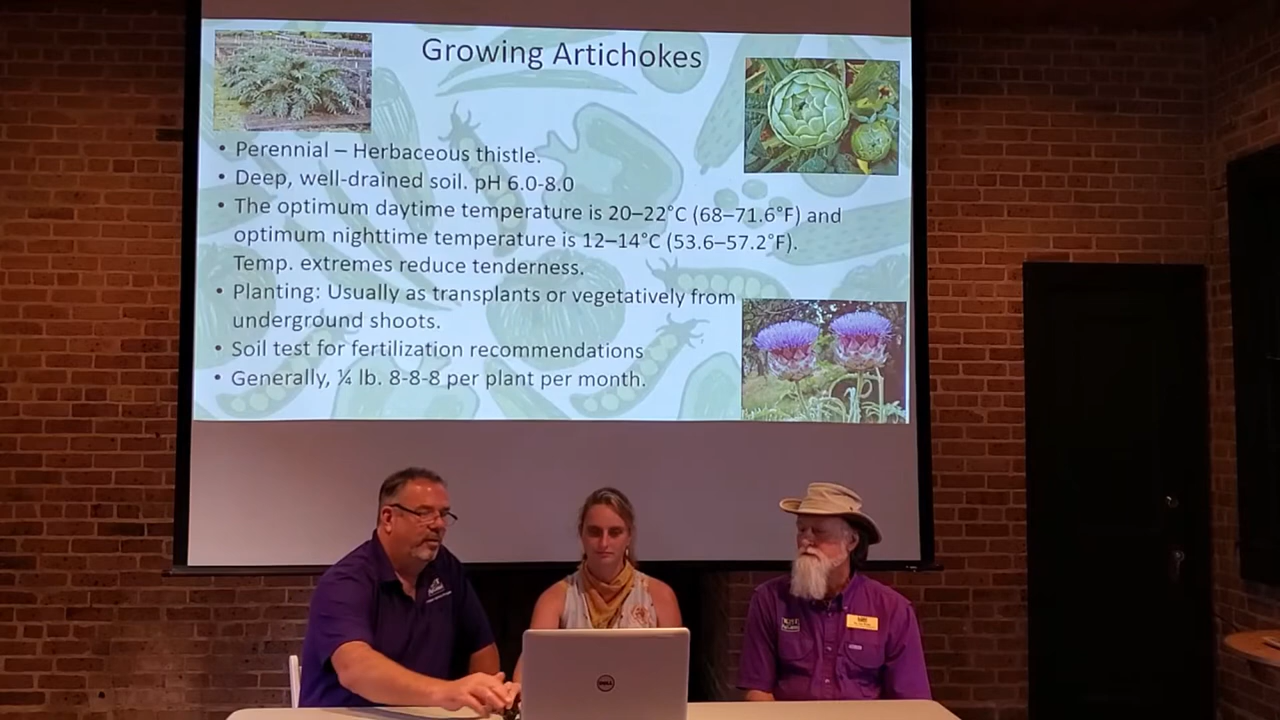 Growing Artichokes
• Perennial – Herbaceous thistle.
• Deep, well-drained soil. pH 6.0-8.0
• The optimum daytime temperature is 20–22°C (68–71.6°F) and
optimum nighttime temperature is 12–14°C (53.6–57.2°F).
Temp. extremes reduce tenderness.
• Planting: Usually as transplants or vegetatively from
underground shoots.
• Soil test for fertilization recommendations
• Generally, ¼ lb. 8-8-8 per plant per month.
DELL